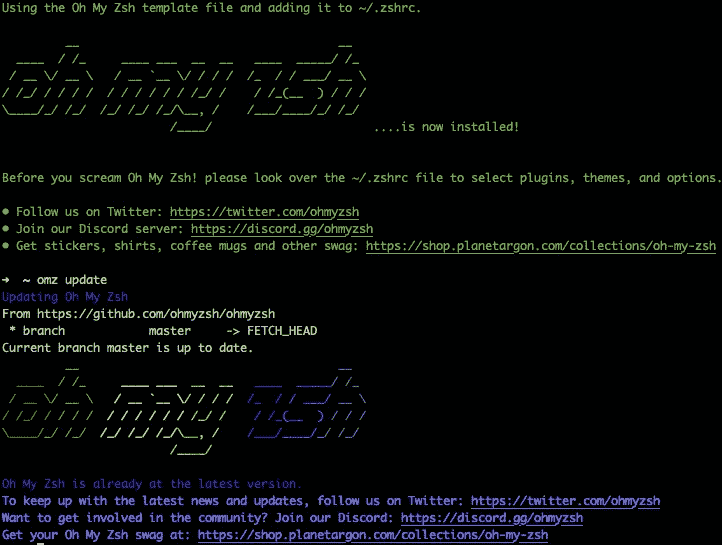 Using the Oh My Zsh template file and adding it to ~/.zshrc.
oh my zsh
....is now installed!
Before you scream Oh My Zsh! please look over the ~/.zshrc file to select plugins, themes, and options.
• Follow us on Twitter: https://twitter.com/ohmyzsh
• Join our Discord server: https://discord.gg/ohmyzsh
• Get stickers, shirts, coffee mugs and other swag: https://shop.planetargon.com/collections/oh-my-zsh
➜ ~ omz update
Updating Oh My Zsh
From https://github.com/ohmyzsh/ohmyzsh
* branch master -> FETCH_HEAD
Current branch master is up to date.
oh my zsh
Oh My Zsh is already at the latest version.
To keep up with the latest news and updates, follow us on Twitter: https://twitter.com/ohmyzsh
Want to get involved in the community? Join our Discord: https://discord.gg/ohmyzsh
Get your Oh My Zsh swag at: https://shop.planetargon.com/collections/oh-my-zsh